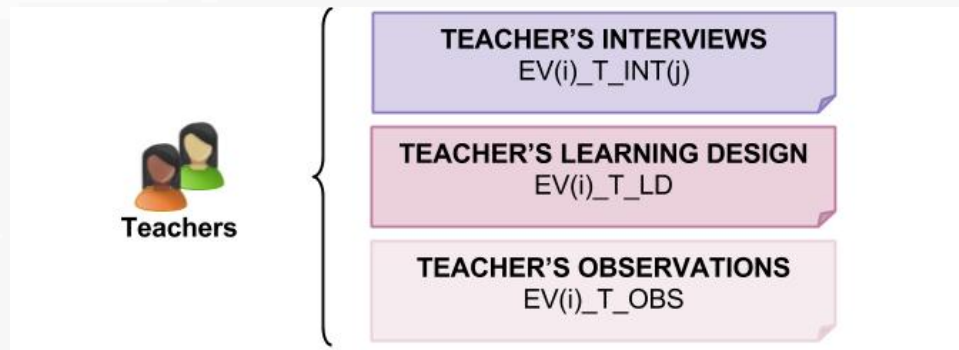 TEACHER'S INTERVIEWS
EV(i)_T_INT(j)
TEACHER'S LEARNING DESIGN
EV(i)_T_LD
Teachers
TEACHER'S OBSERVATIONS
EV(i)_T_OBS